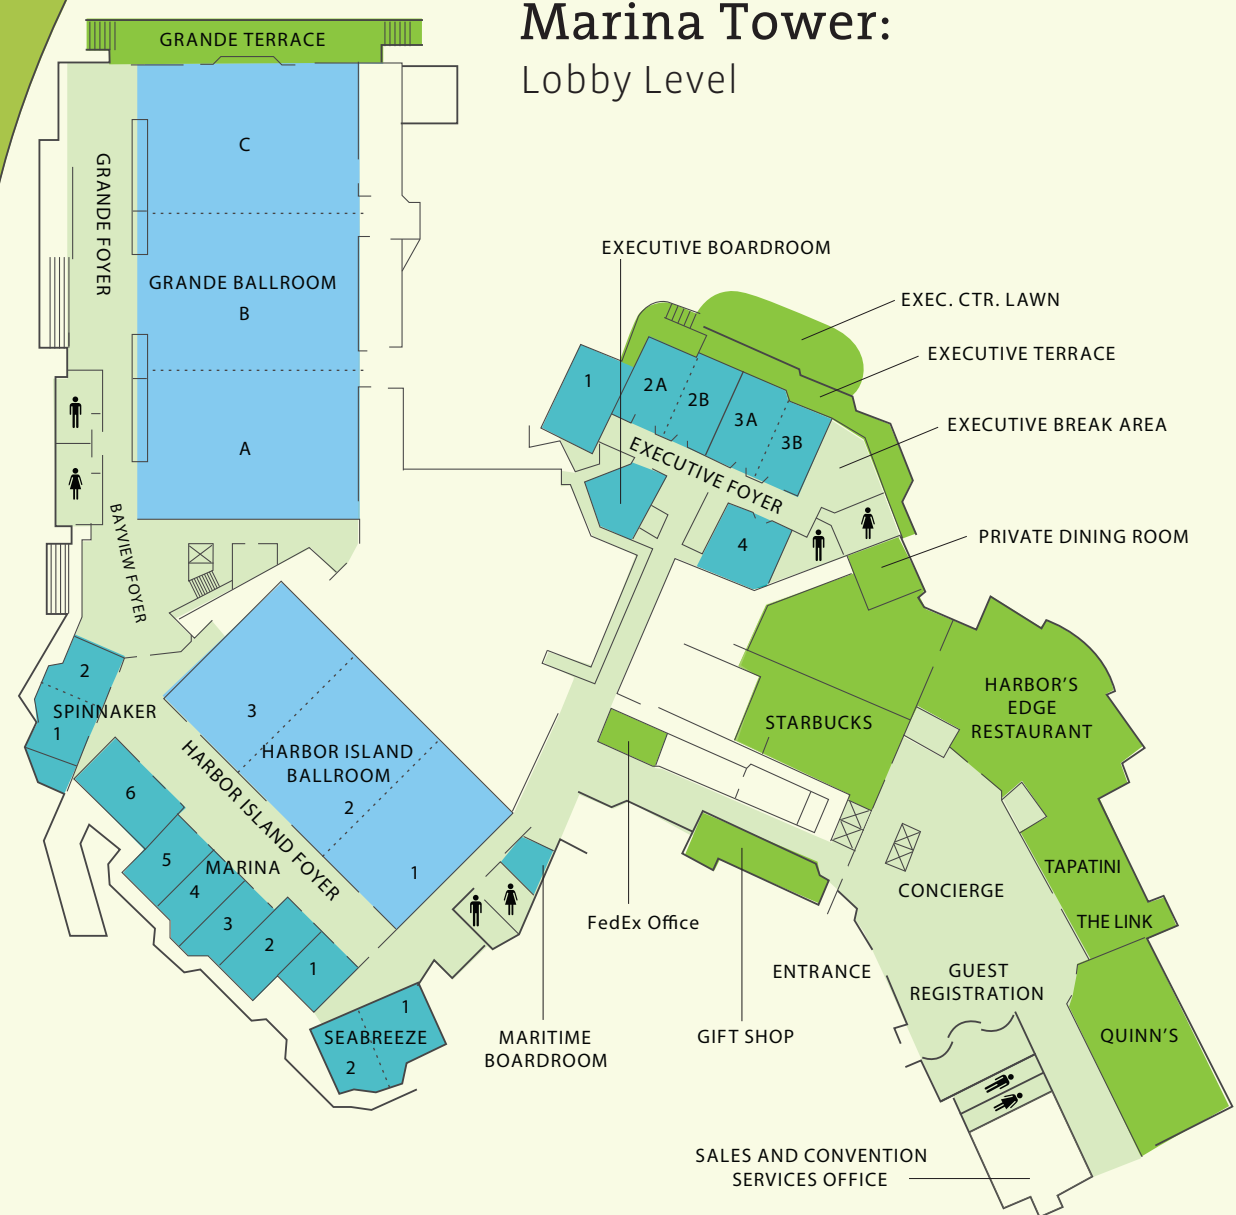 Marina Tower:
Lobby Level
GRANDE TERRACE
C
GRANDE FOYER
GRANDE BALLROOM
B
A
BAYVIEW FOYER
EXECUTIVE BOARDROOM
EXEC. CTR. LAWN
EXECUTIVE TERRACE
EXECUTIVE BREAK AREA
PRIVATE DINING ROOM
1
2A
2B
3A
3B
EXECUTIVE FOYER
4
2
SPINNAKER
1
3
HARBOR ISLAND
BALLROOM
2
1
HARBOR ISLAND FOYER
6
5
MARINA
4
3
2
1
1
SEABREEZE
2
STARBUCKS
HARBOR'S
EDGE
RESTAURANT
TAPATINI
THE LINK
CONCIERGE
FedEx Office
ENTRANCE
GUEST
REGISTRATION
MARITIME
BOARDROOM
GIFT SHOP
QUINN'S
SALES AND CONVENTION
SERVICES OFFICE